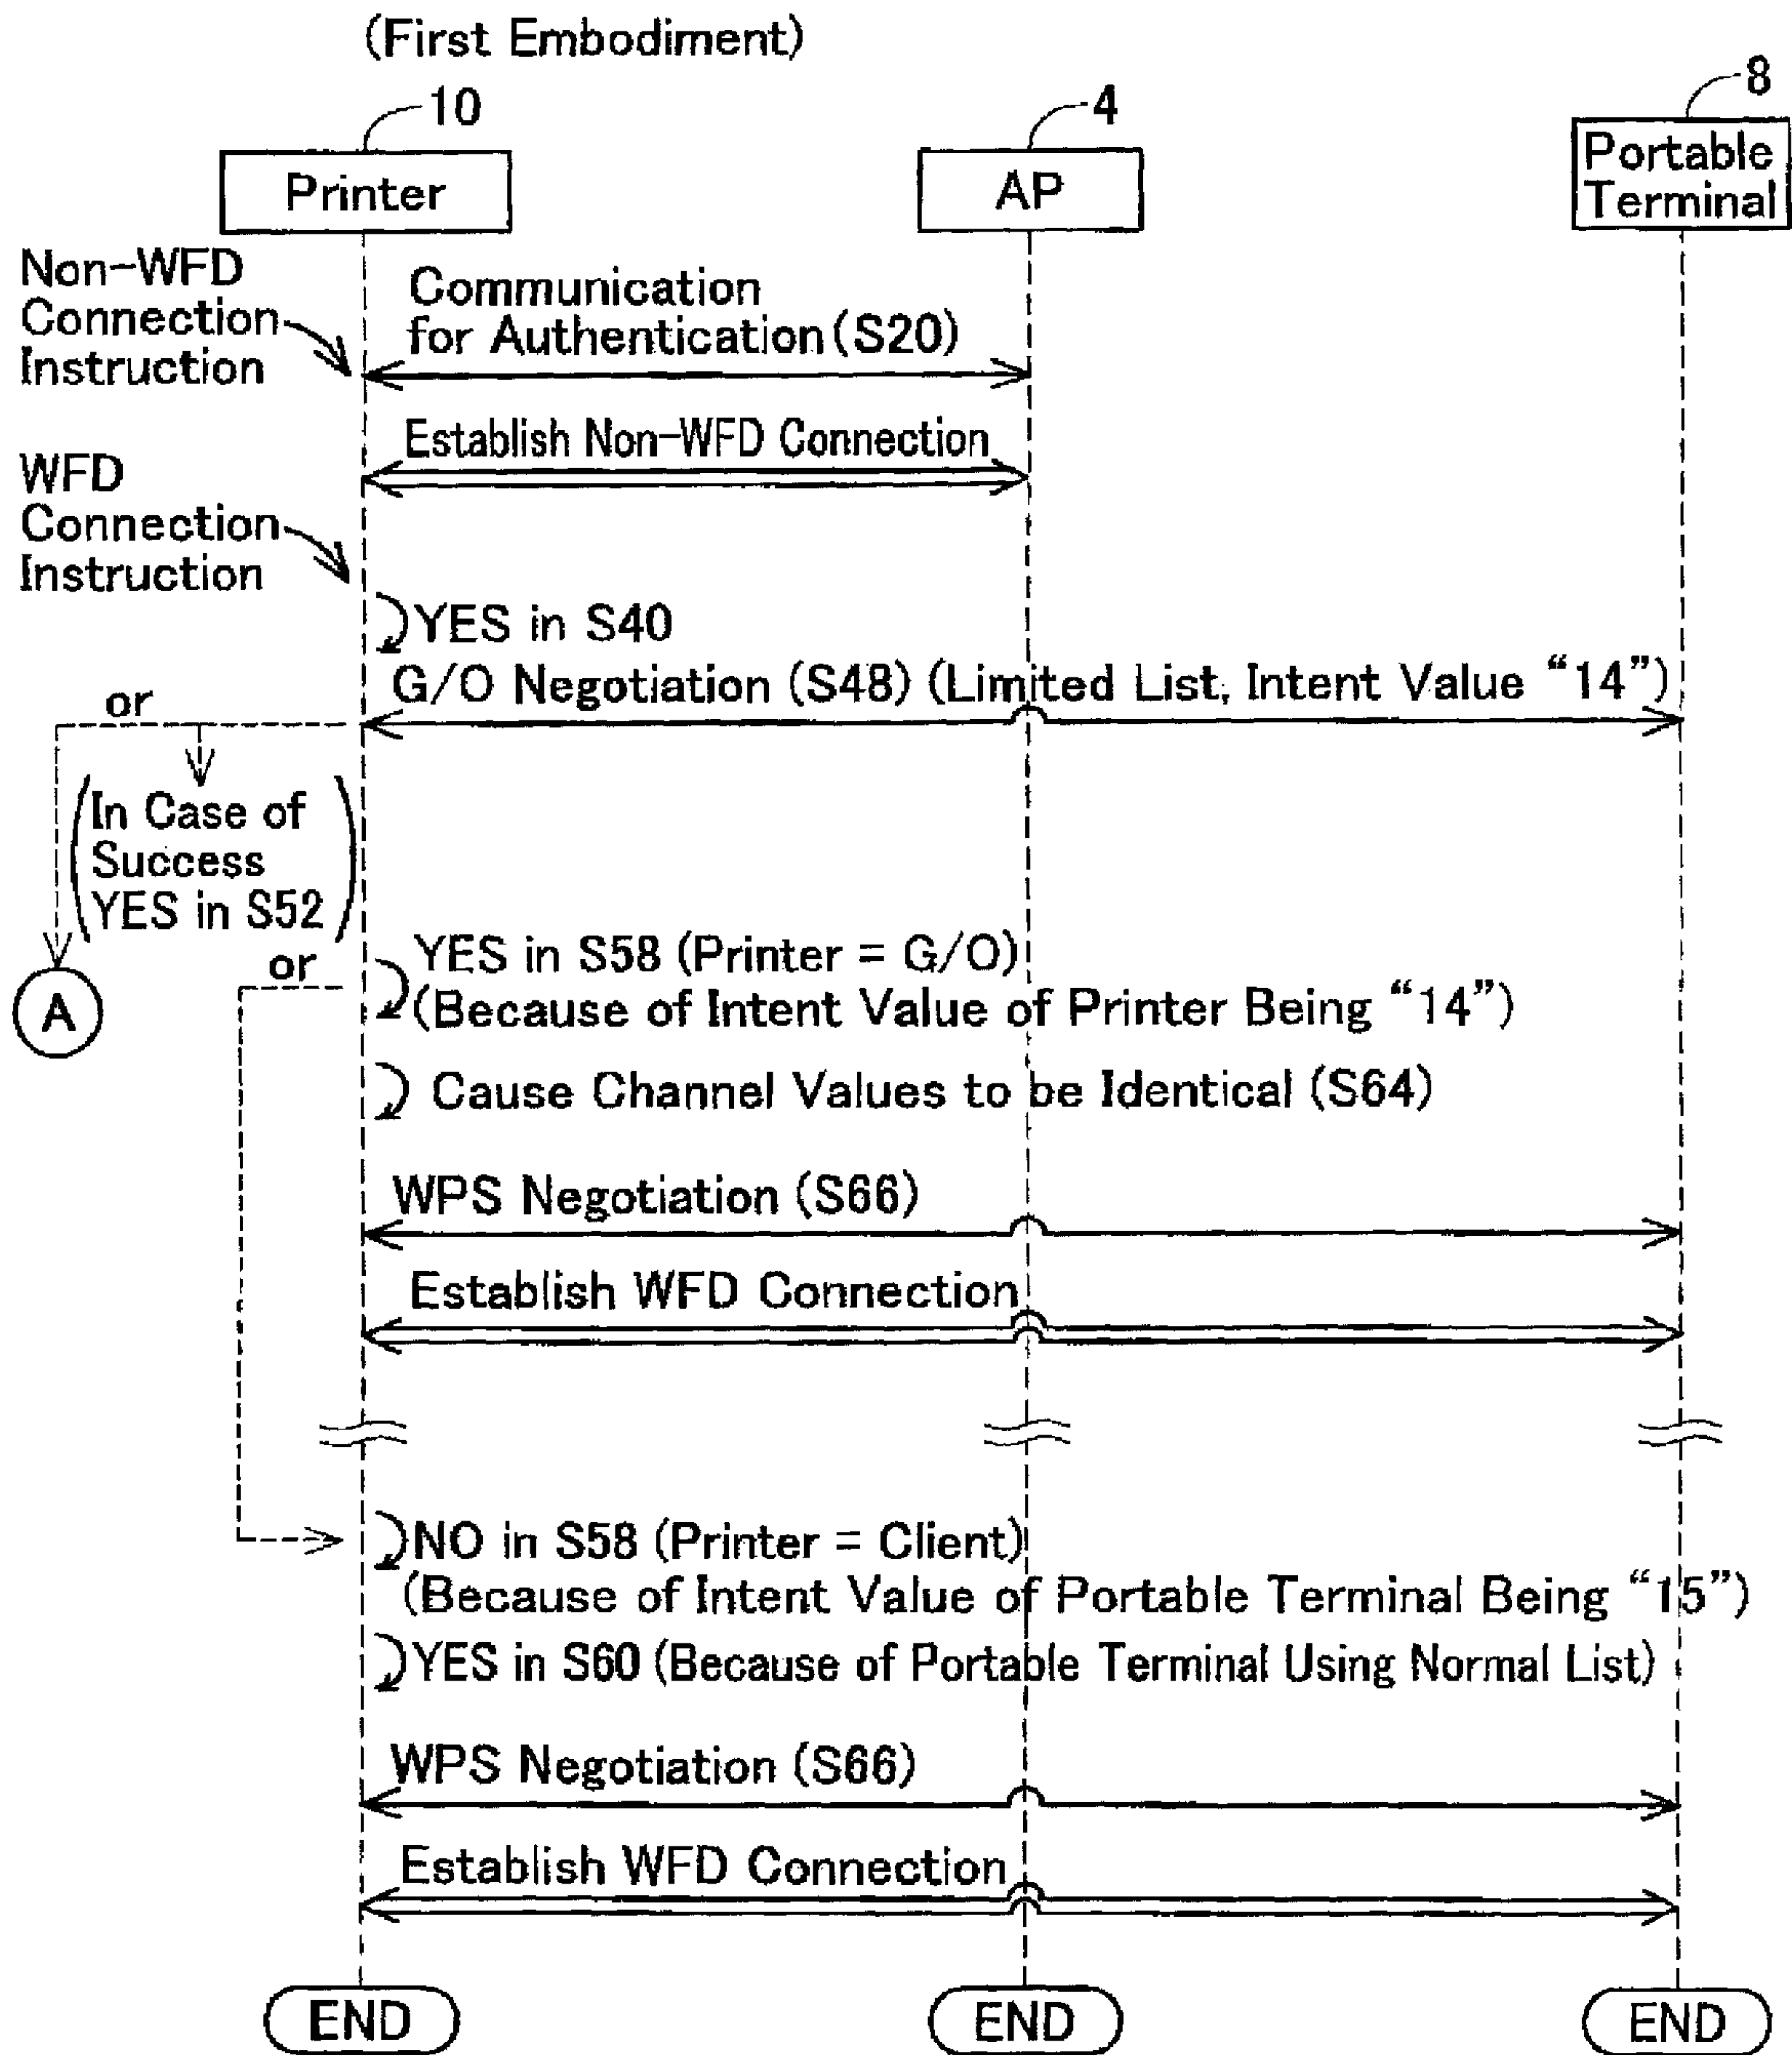 (First Embodiment)
10
4
8
Printer
AP
Portable
Terminal
Non-WFD
Connection
Instruction
Communication
for Authentication (S20)
Establish Non-WFD Connection
WFD
Connection
Instruction
YES in S40
G/O Negotiation (S48) (Limited List, Intent Value “14”)
or
(In Case of
Success
YES in S52)
A
or
YES in S58 (Printer = G/O)
(Because of Intent Value of Printer Being “14”)
Cause Channel Values to be Identical (S64)
WPS Negotiation (S66)
Establish WFD Connection
NO in S58 (Printer = Client)
(Because of Intent Value of Portable Terminal Being “15”)
YES in S60 (Because of Portable Terminal Using Normal List)
WPS Negotiation (S66)
Establish WFD Connection
END
END
END